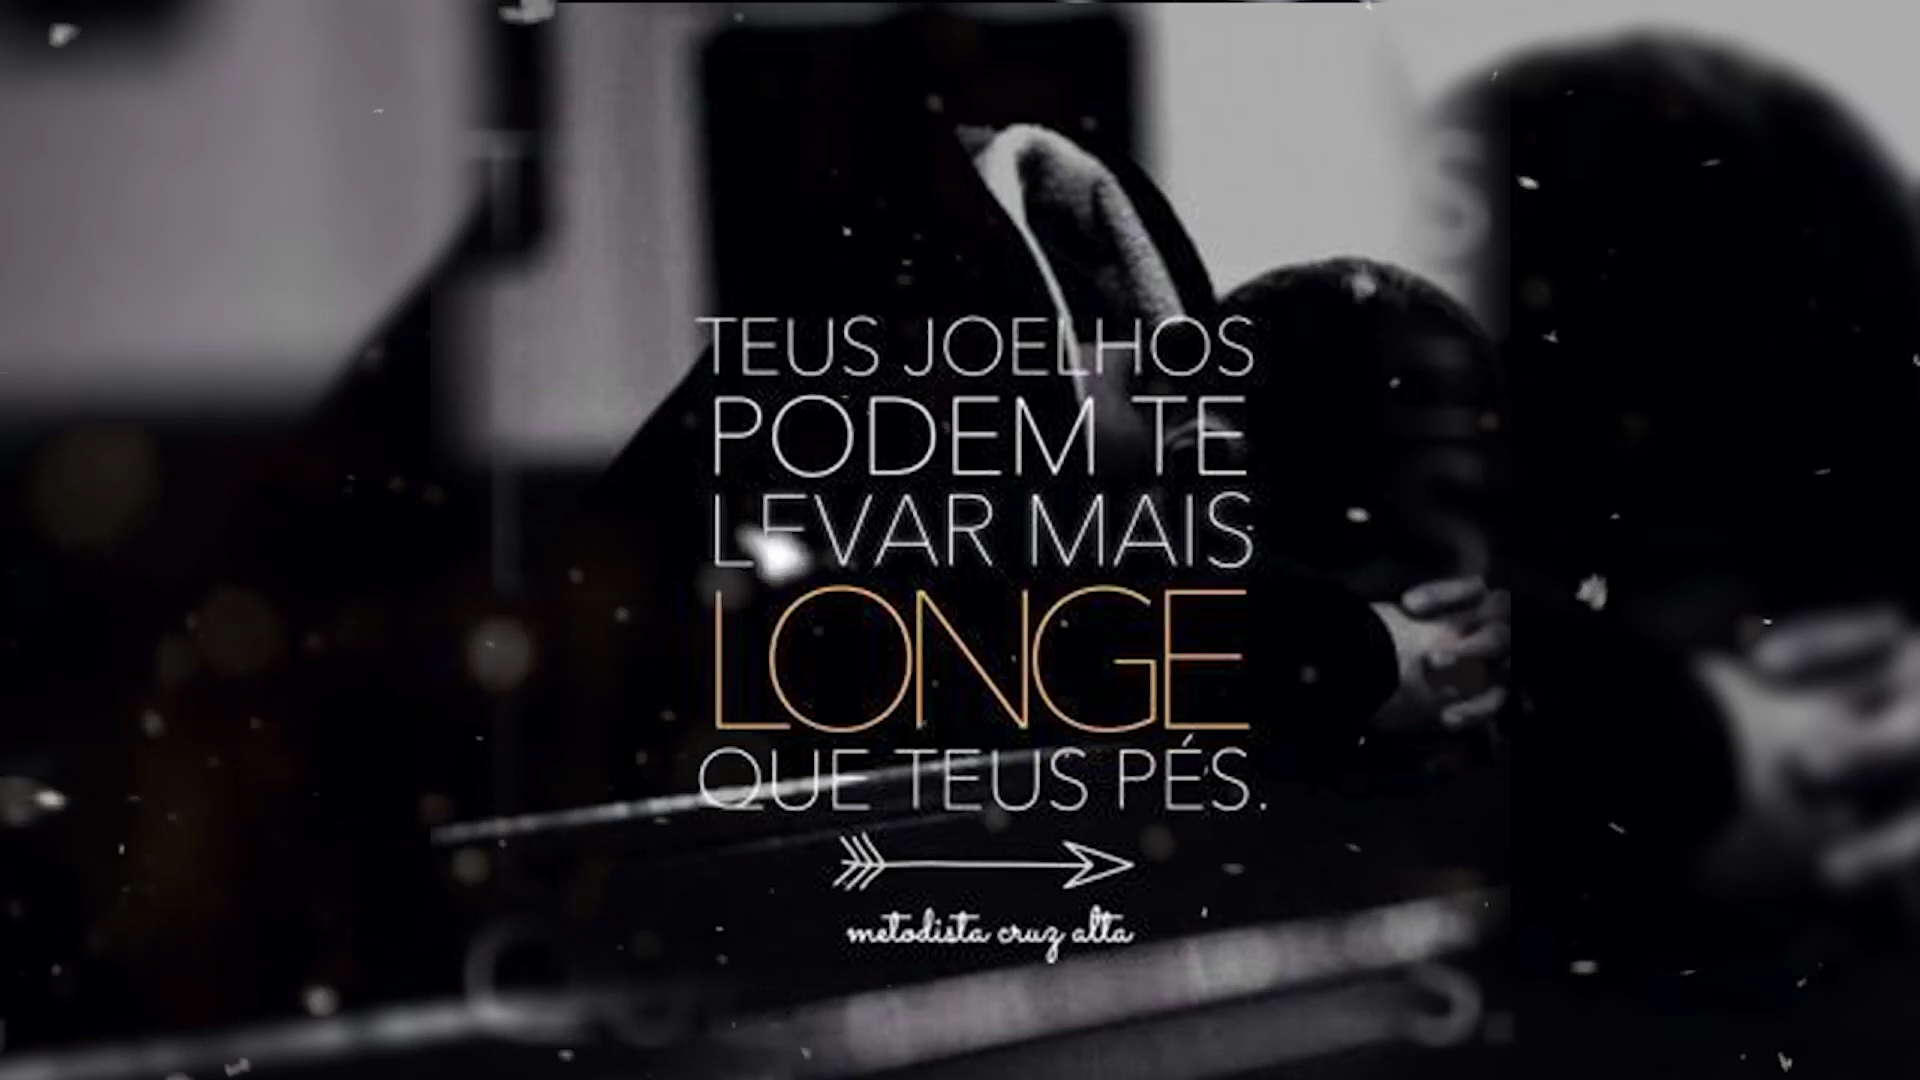 TEUS JOELHOS
PODEM TE
LEVAR MAIS
LONGE
QUE TEUS PÉS.
metodista cruz alta